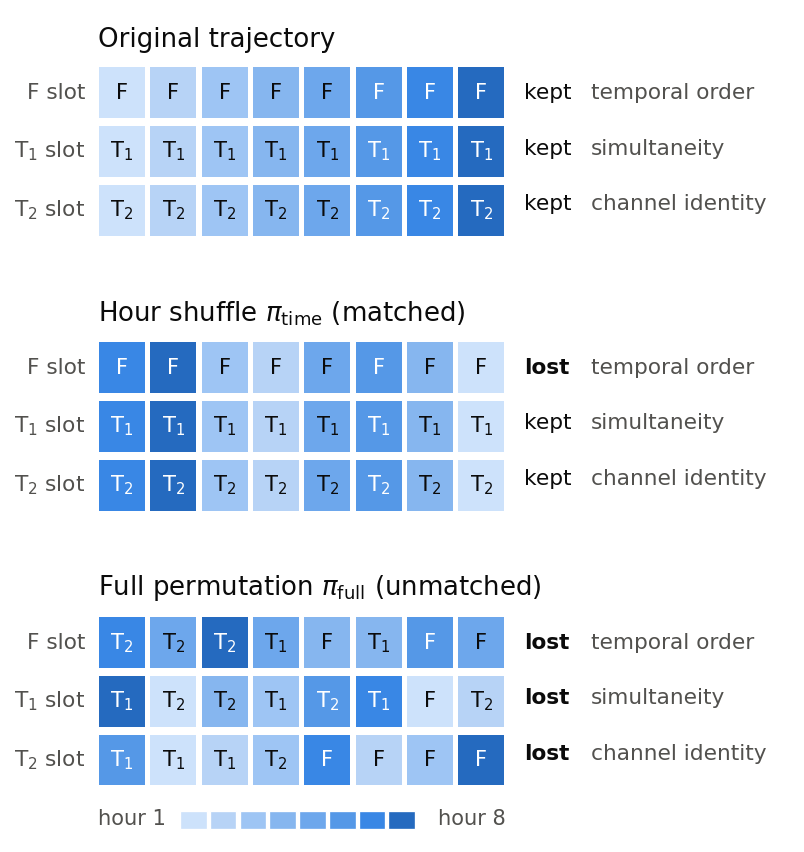 Original trajectory
F slot F F F F F F F F kept temporal order
T₁ slot T₁ T₁ T₁ T₁ T₁ T₁ T₁ T₁ kept simultaneity
T₂ slot T₂ T₂ T₂ T₂ T₂ T₂ T₂ T₂ kept channel identity
Hour shuffle π_time (matched)
F slot F F F F F F F F lost temporal order
T₁ slot T₁ T₁ T₁ T₁ T₁ T₁ T₁ T₁ kept simultaneity
T₂ slot T₂ T₂ T₂ T₂ T₂ T₂ T₂ T₂ kept channel identity
Full permutation π_full (unmatched)
F slot T₂ T₂ T₂ T₁ F T₁ F F lost temporal order
T₁ slot T₁ T₂ T₂ T₁ T₂ T₁ F T₂ lost simultaneity
T₂ slot T₁ T₁ T₁ T₂ F F F F lost channel identity
hour 1 hour 8